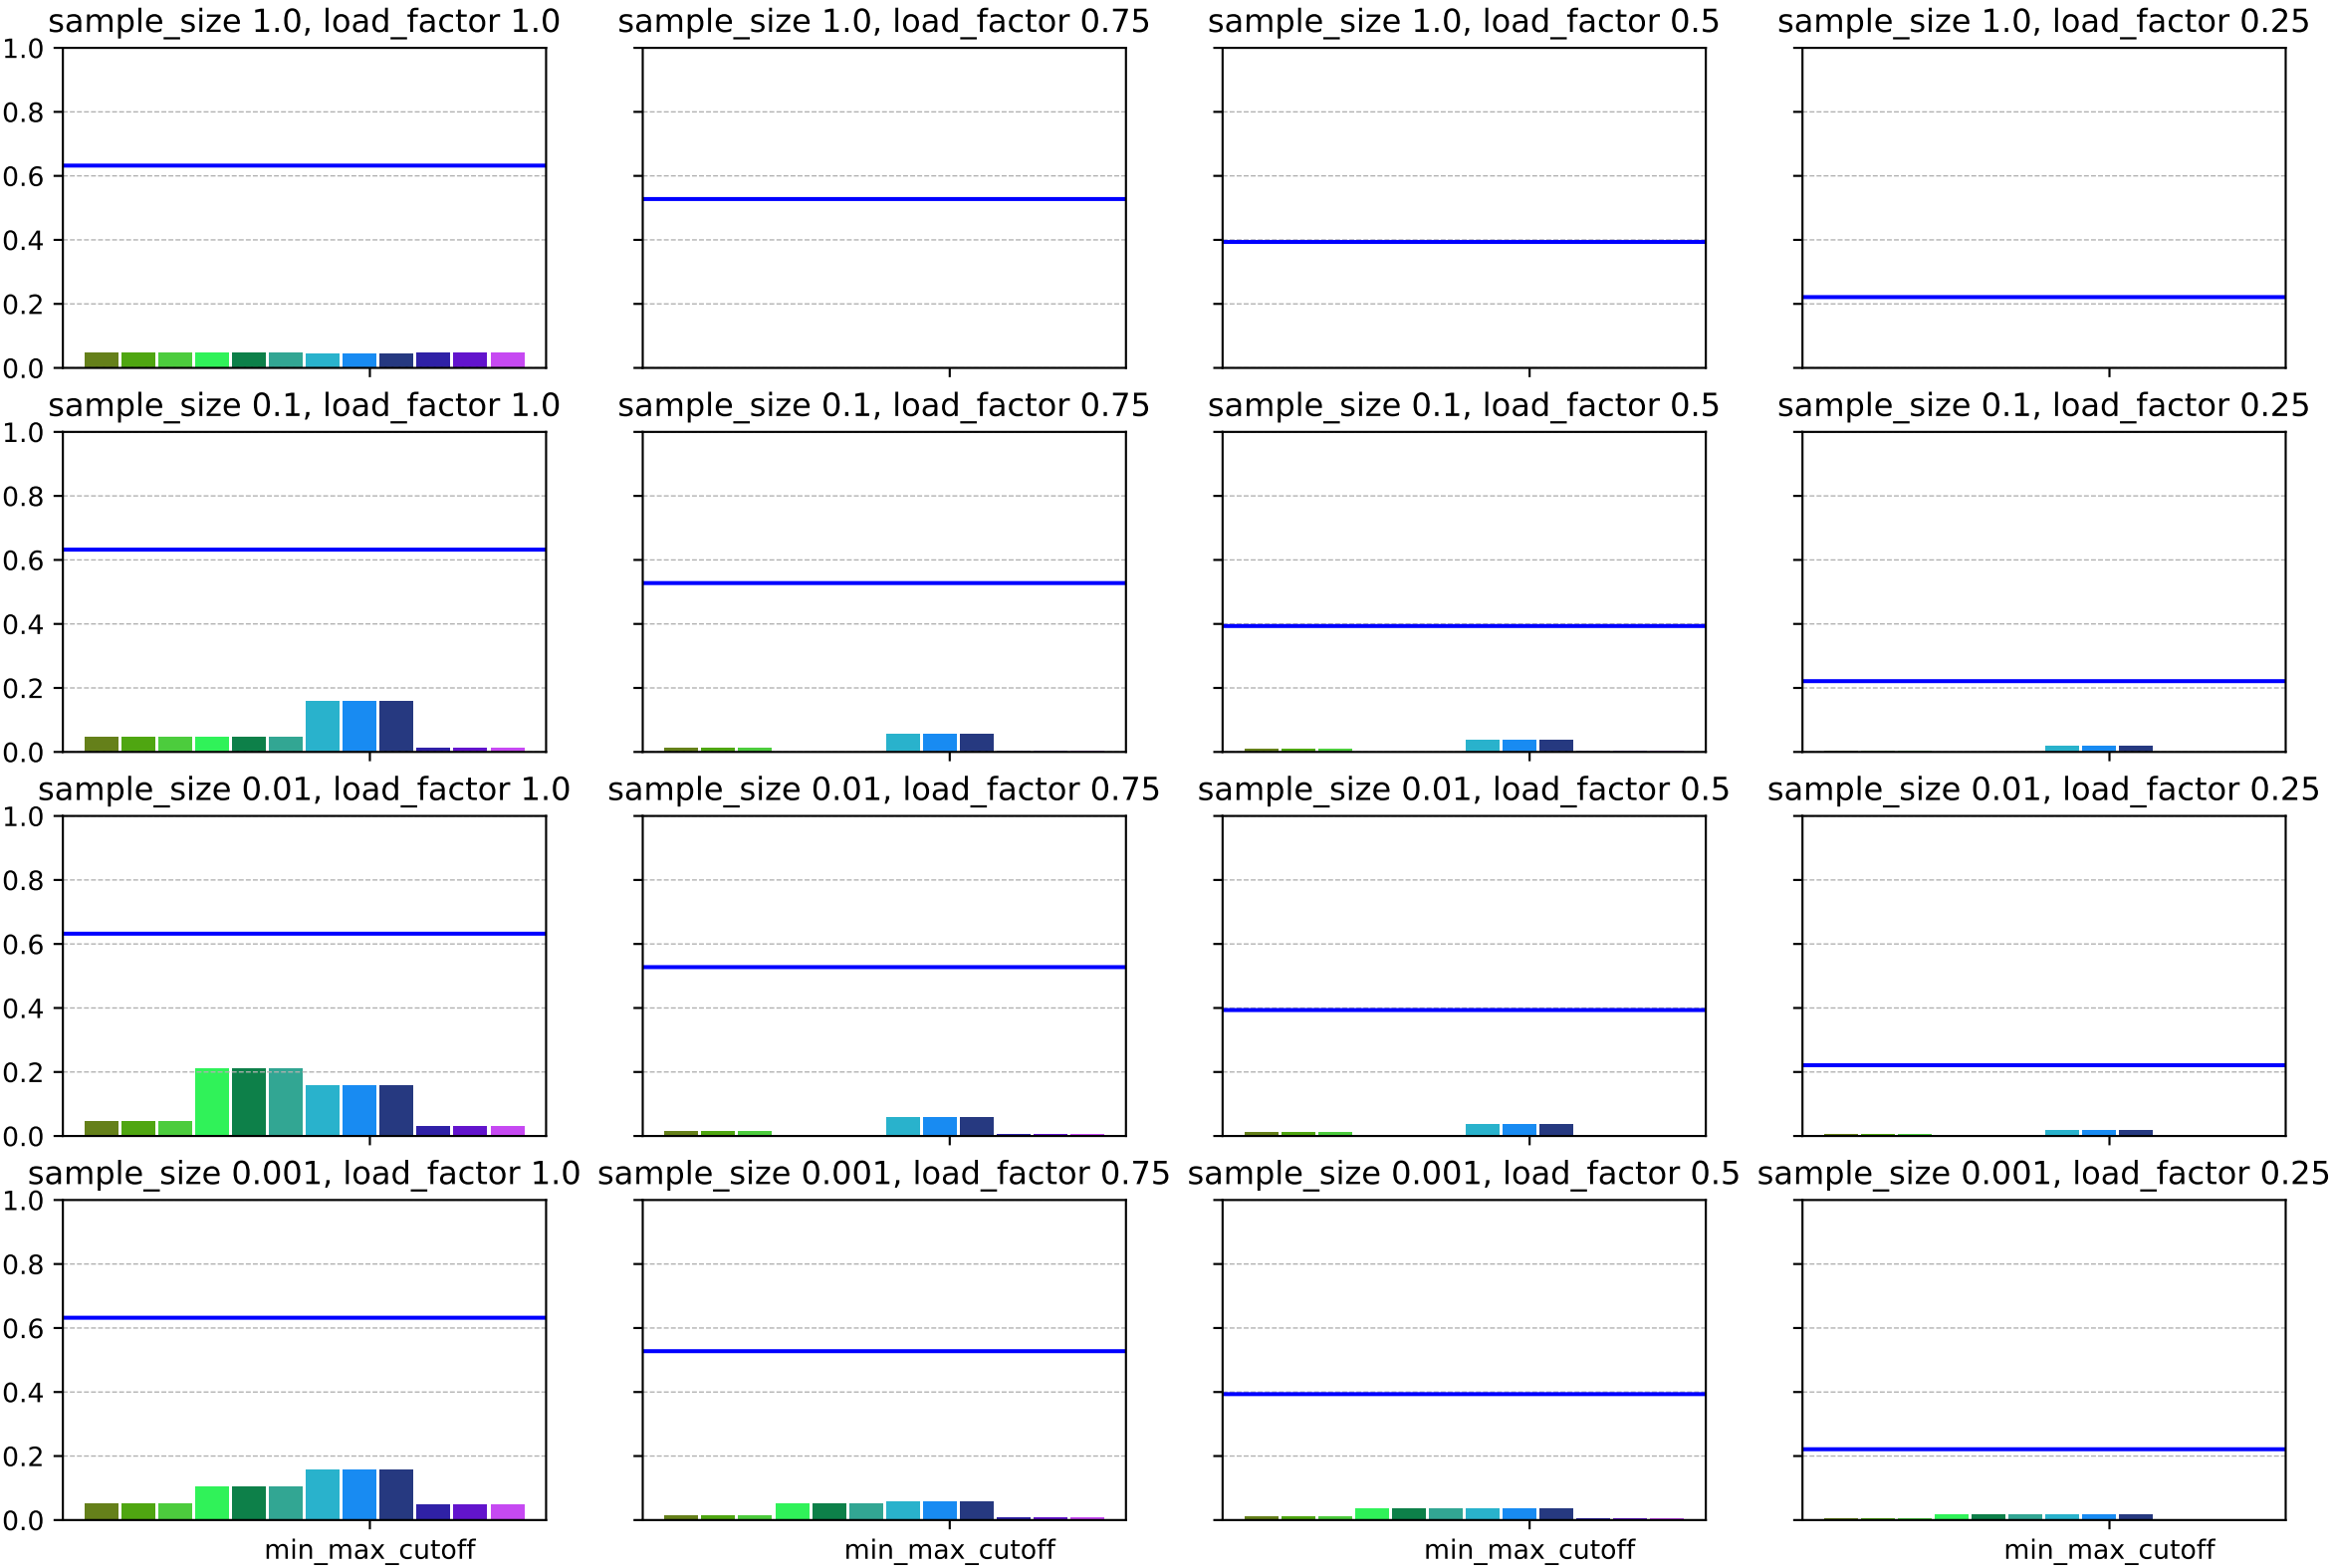 sample_size 1.0, load_factor 1.0
sample_size 1.0, load_factor 0.75
sample_size 1.0, load_factor 0.5
sample_size 1.0, load_factor 0.25
1.0
0.8
0.6
0.4
0.2
0.0
sample_size 0.1, load_factor 1.0
sample_size 0.1, load_factor 0.75
sample_size 0.1, load_factor 0.5
sample_size 0.1, load_factor 0.25
1.0
0.8
0.6
0.4
0.2
0.0
sample_size 0.01, load_factor 1.0
sample_size 0.01, load_factor 0.75
sample_size 0.01, load_factor 0.5
sample_size 0.01, load_factor 0.25
1.0
0.8
0.6
0.4
0.2
0.0
sample_size 0.001, load_factor 1.0
sample_size 0.001, load_factor 0.75
sample_size 0.001, load_factor 0.5
sample_size 0.001, load_factor 0.25
1.0
0.8
0.6
0.4
0.2
0.0
min_max_cutoff
min_max_cutoff
min_max_cutoff
min_max_cutoff